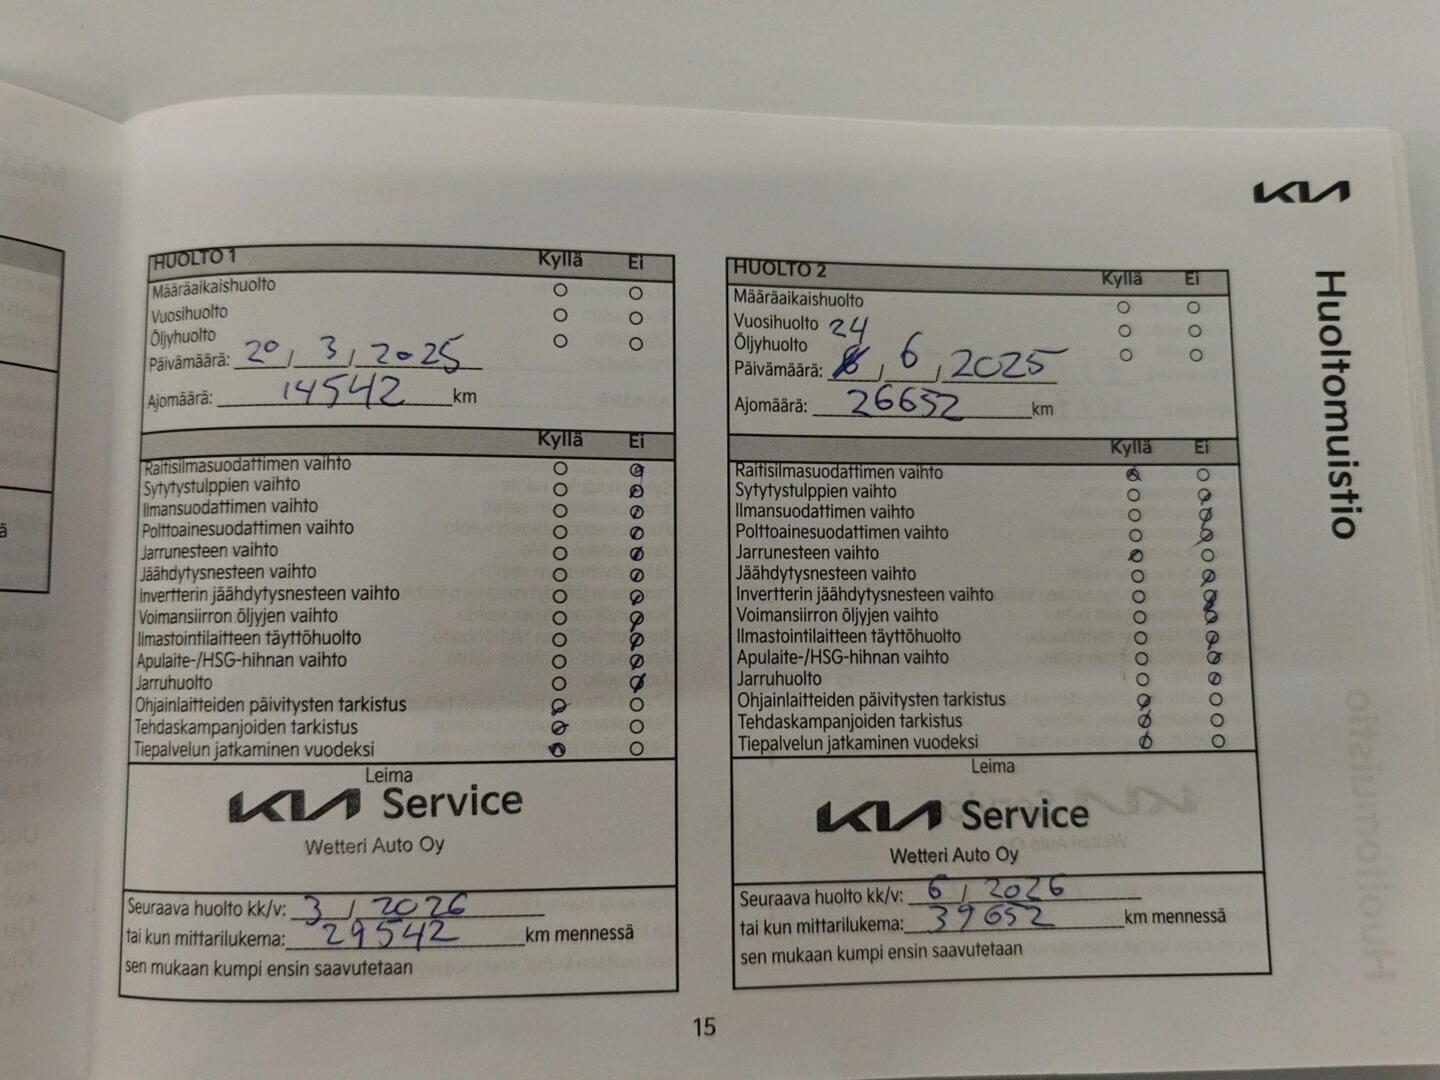 KIA
Huoltomuistio
HUOLTO 1 Kyllä Ei
Määräaikaishuolto
Vuosihuolto
Öljyhuolto
Päivämäärä: 20 / 3 / 2025
Ajomäärä: 14542 km
Kyllä Ei
Raitisilmasuodattimen vaihto
Sytytystulppien vaihto
Ilmansuodattimen vaihto
Polttoainesuodattimen vaihto
Jarrunesteen vaihto
Jäähdytysnesteen vaihto
Invertterin jäähdytysnesteen vaihto
Voimansiirron öljyjen vaihto
Ilmastointilaitteen täyttöhuolto
Apulaite-/HSG-hihnan vaihto
Jarruhuolto
Ohjainlaitteiden päivitysten tarkistus
Tehdaskampanjoiden tarkistus
Tiepalvelun jatkaminen vuodeksi
Leima
KIA Service
Wetteri Auto Oy
Seuraava huolto kk/v: 3 / 2026
tai kun mittarilukema: 29542 km mennessä
sen mukaan kumpi ensin saavutetaan
HUOLTO 2 Kyllä Ei
Määräaikaishuolto
Vuosihuolto
Öljyhuolto
Päivämäärä: 24 / 6 / 2025
Ajomäärä: 26652 km
Kyllä Ei
Raitisilmasuodattimen vaihto
Sytytystulppien vaihto
Ilmansuodattimen vaihto
Polttoainesuodattimen vaihto
Jarrunesteen vaihto
Jäähdytysnesteen vaihto
Invertterin jäähdytysnesteen vaihto
Voimansiirron öljyjen vaihto
Ilmastointilaitteen täyttöhuolto
Apulaite-/HSG-hihnan vaihto
Jarruhuolto
Ohjainlaitteiden päivitysten tarkistus
Tehdaskampanjoiden tarkistus
Tiepalvelun jatkaminen vuodeksi
Leima
KIA Service
Wetteri Auto Oy
Seuraava huolto kk/v: 6 / 2026
tai kun mittarilukema: 39652 km mennessä
sen mukaan kumpi ensin saavutetaan
15